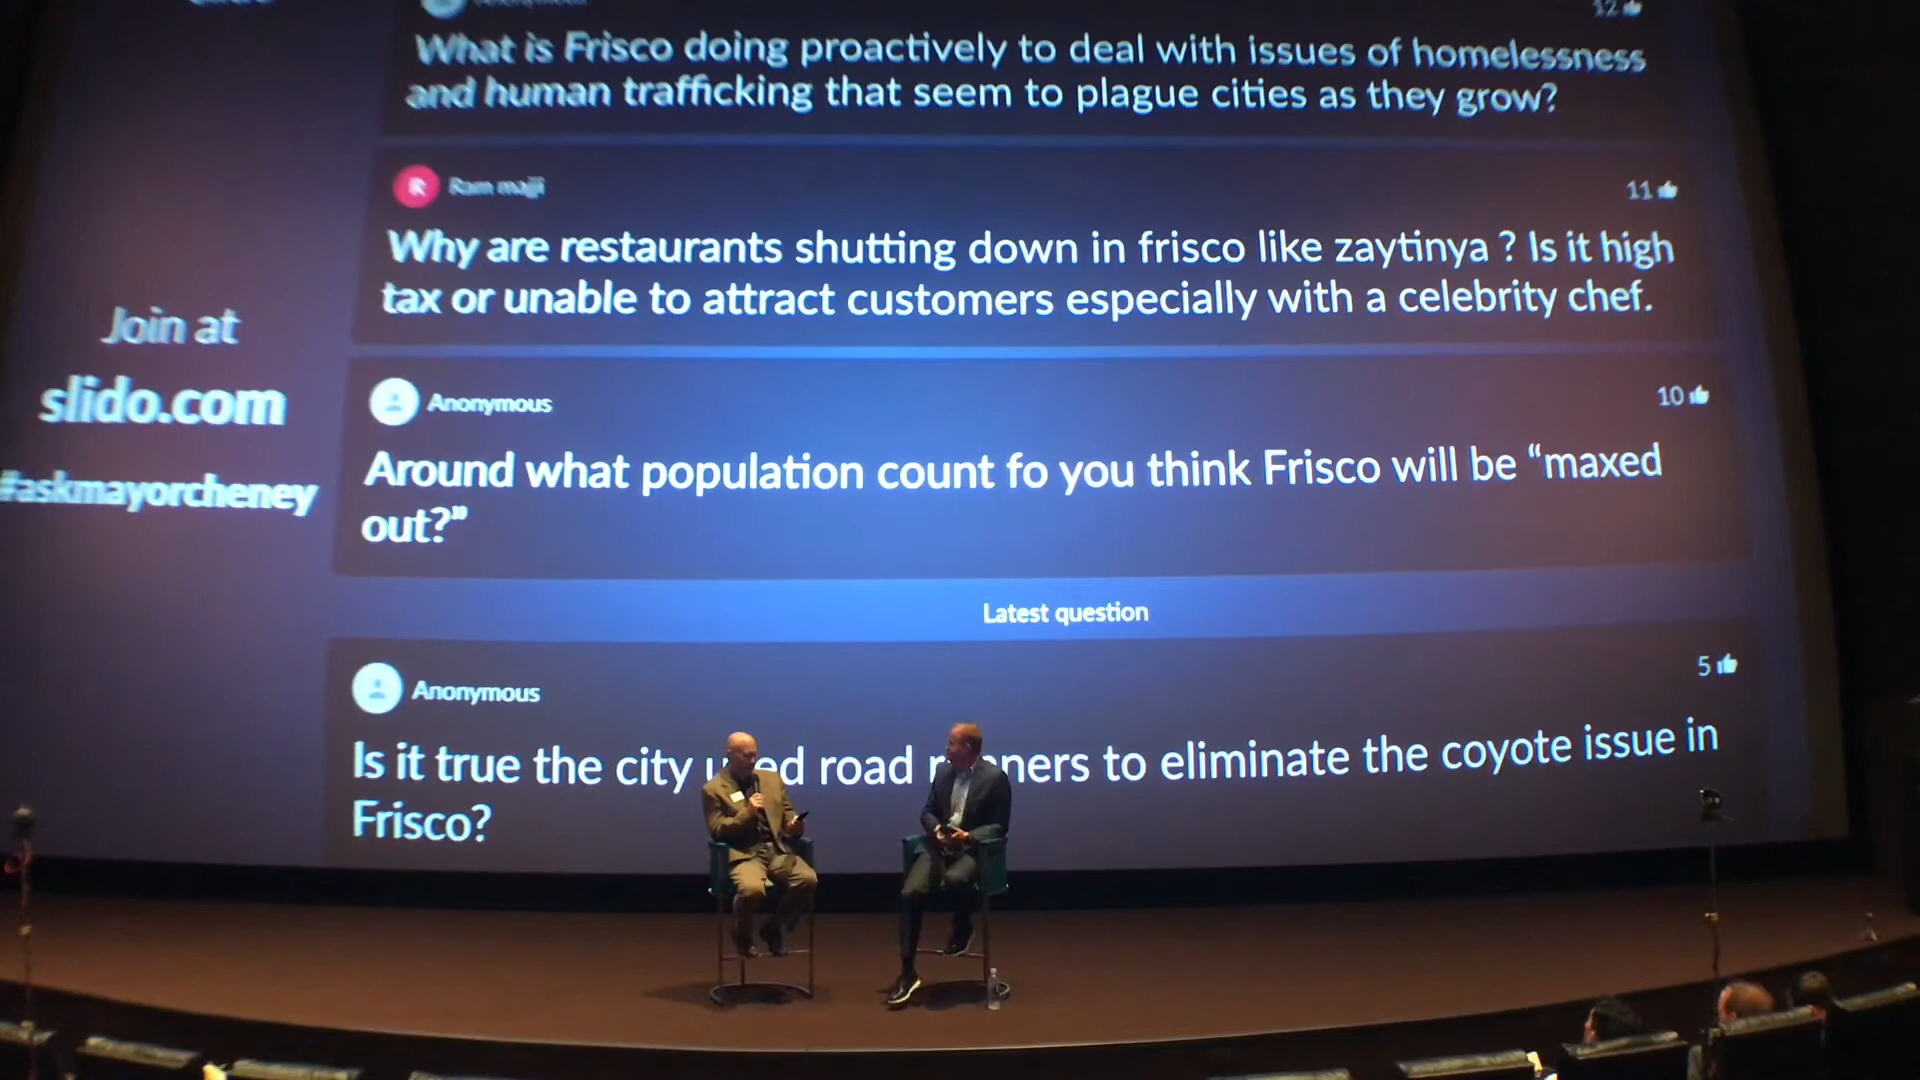 12
What is Frisco doing proactively to deal with issues of homelessness
and human trafficking that seem to plague cities as they grow?
R Ram majji
11
Why are restaurants shutting down in frisco like zaytinya ? Is it high
tax or unable to attract customers especially with a celebrity chef.
Join at
slido.com
#askmayorcheney
Anonymous
10
Around what population count fo you think Frisco will be “maxed
out?”
Latest question
Anonymous
5
Is it true the city used road runners to eliminate the coyote issue in
Frisco?